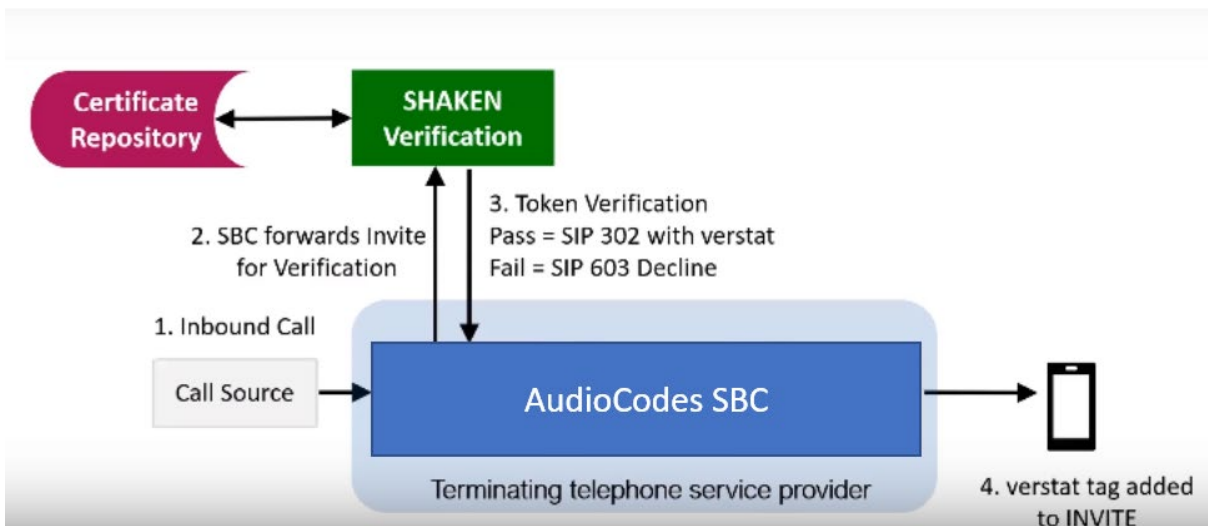 Certificate
Repository
SHAKEN
Verification
2. SBC forwards Invite
for Verification
3. Token Verification
Pass = SIP 302 with verstat
Fail = SIP 603 Decline
1. Inbound Call
Call Source
AudioCodes SBC
Terminating telephone service provider
4. verstat tag added
to INVITE